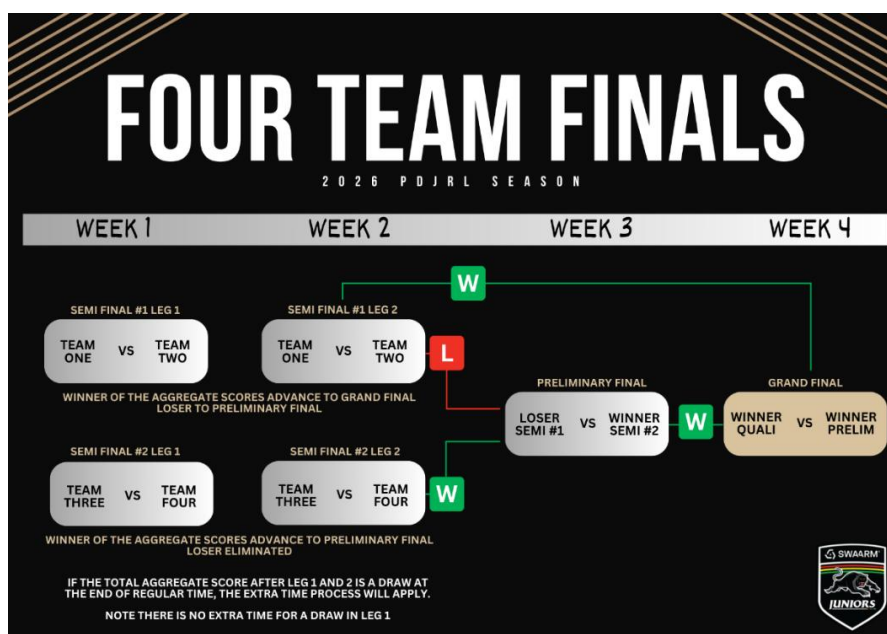 FOUR TEAM FINALS
2026 PDJRL SEASON
WEEK 1
WEEK 2
WEEK 3
WEEK 4
W
SEMI FINAL #1 LEG 1
SEMI FINAL #1 LEG 2
TEAM ONE VS TEAM TWO
TEAM ONE VS TEAM TWO
L
WINNER OF THE AGGREGATE SCORES ADVANCE TO GRAND FINAL
LOSER TO PRELIMINARY FINAL
PRELIMINARY FINAL
GRAND FINAL
LOSER SEMI #1 VS WINNER SEMI #2
W
WINNER QUALI VS WINNER PRELIM
SEMI FINAL #2 LEG 1
SEMI FINAL #2 LEG 2
TEAM THREE VS TEAM FOUR
TEAM THREE VS TEAM FOUR
W
WINNER OF THE AGGREGATE SCORES ADVANCE TO PRELIMINARY FINAL
LOSER ELIMINATED
IF THE TOTAL AGGREGATE SCORE AFTER LEG 1 AND 2 IS A DRAW AT
THE END OF REGULAR TIME, THE EXTRA TIME PROCESS WILL APPLY.
NOTE THERE IS NO EXTRA TIME FOR A DRAW IN LEG 1
SWAARM
JUNIORS